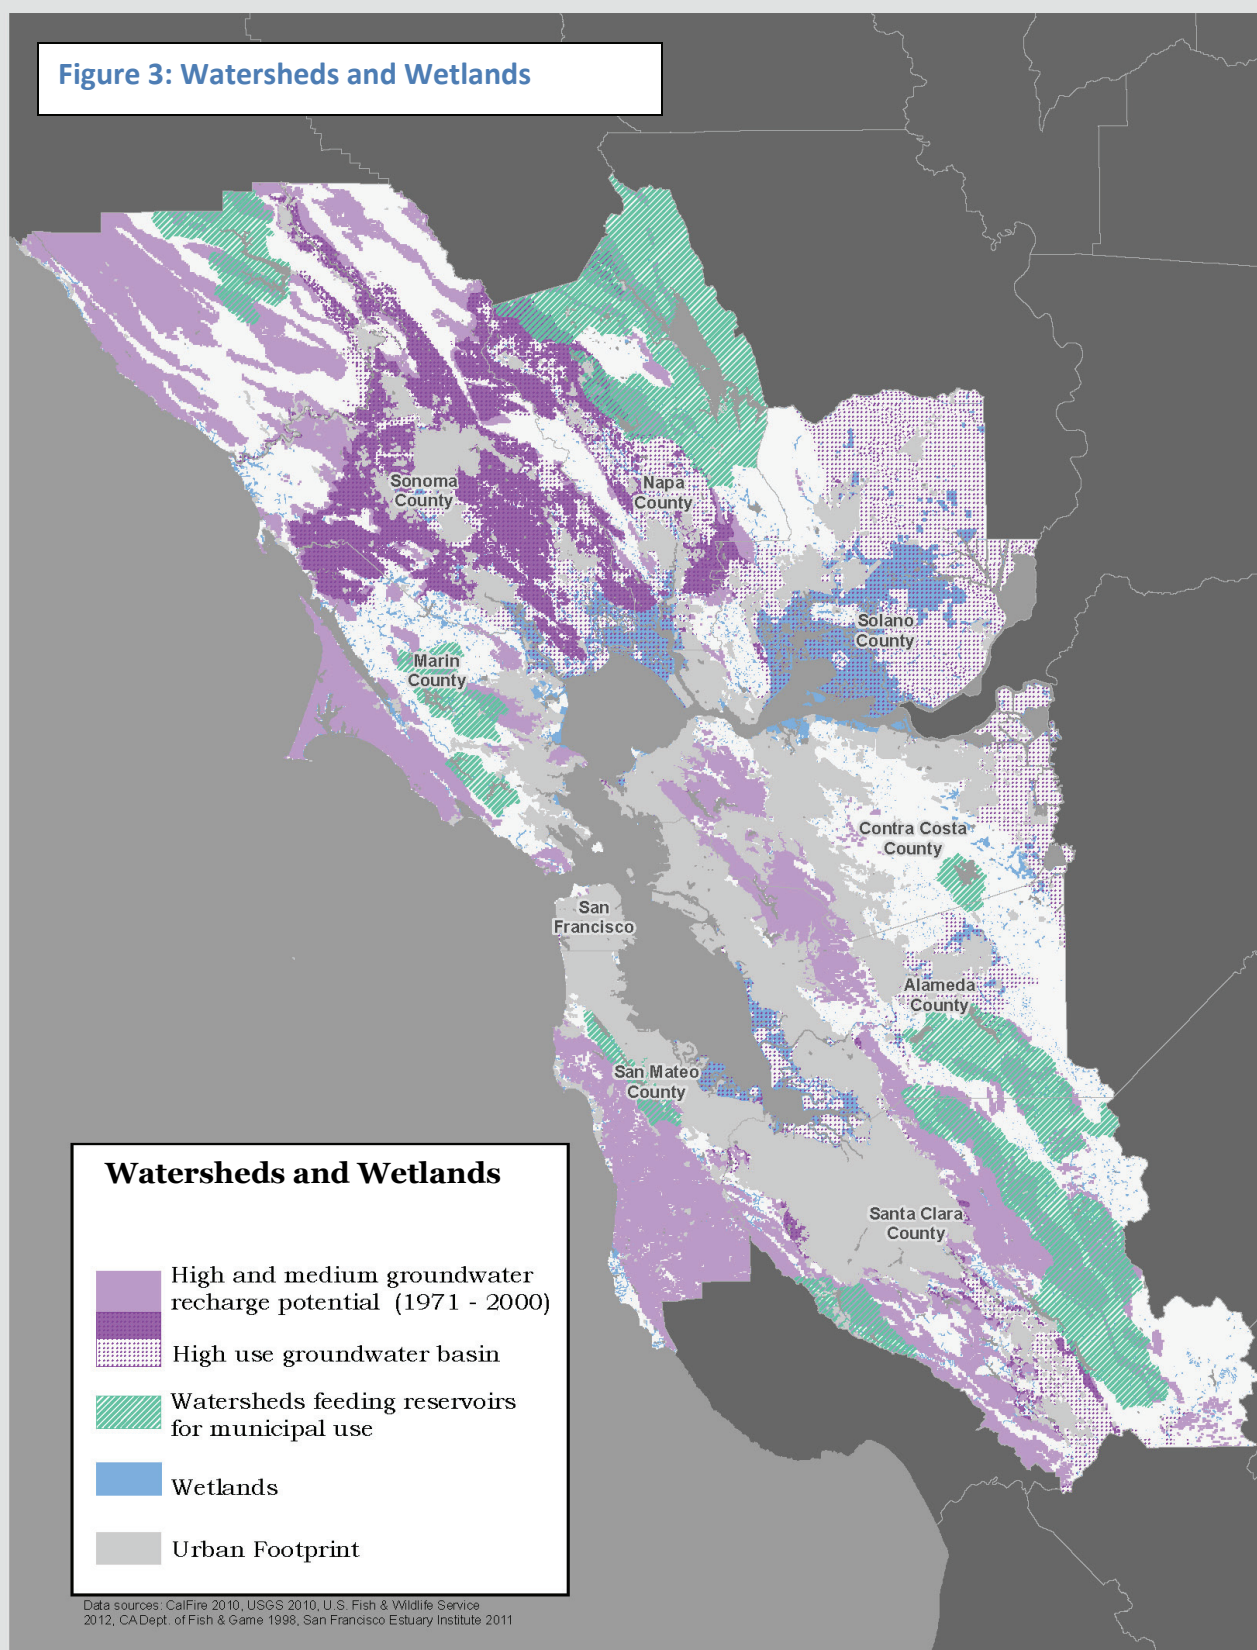 Figure 3: Watersheds and Wetlands
Sonoma
County
Napa
County
Solano
County
Marin
County
Contra Costa
County
San
Francisco
Alameda
County
San Mateo
County
Santa Clara
County
Watersheds and Wetlands
High and medium groundwater
recharge potential (1971 - 2000)
High use groundwater basin
Watersheds feeding reservoirs
for municipal use
Wetlands
Urban Footprint
Data sources: CalFire 2010, USGS 2010, U.S. Fish & Wildlife Service
2012, CA Dept. of Fish & Game 1998, San Francisco Estuary Institute 2011